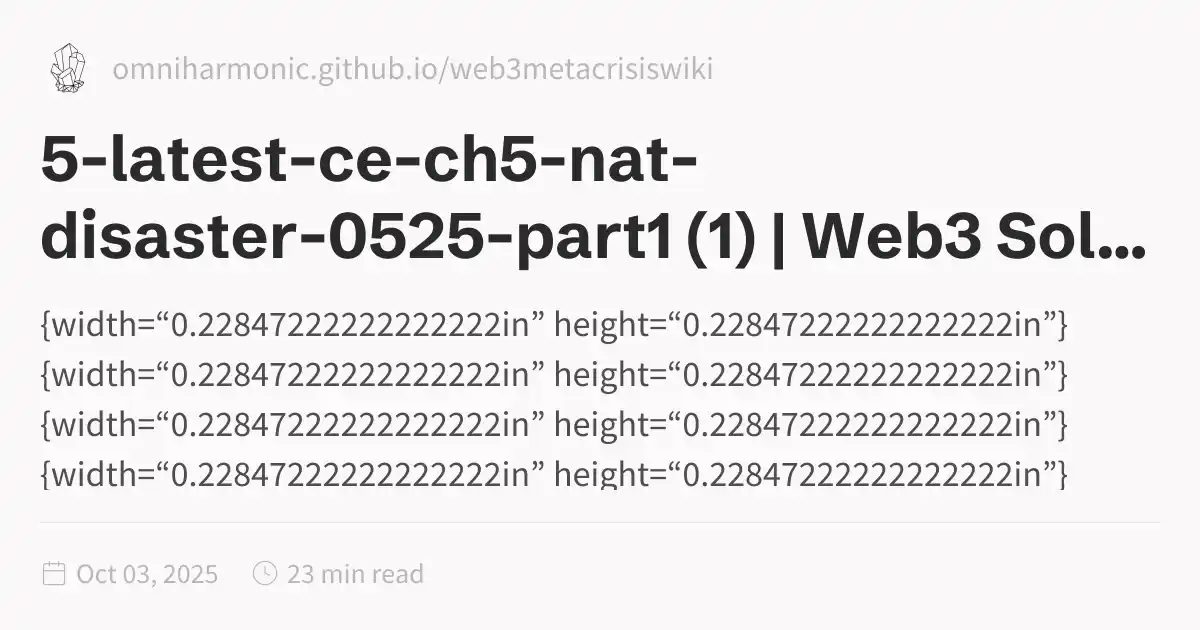 omniharmonic.github.io/web3metacrisiswiki
5-latest-ce-ch5-nat-
disaster-0525-part1 (1) | Web3 Sol...
{width=“0.22847222222222222in” height=“0.22847222222222222in”}
{width=“0.22847222222222222in” height=“0.22847222222222222in”}
{width=“0.22847222222222222in” height=“0.22847222222222222in”}
{width=“0.22847222222222222in” height=“0.22847222222222222in”}
Oct 03, 2025 23 min read